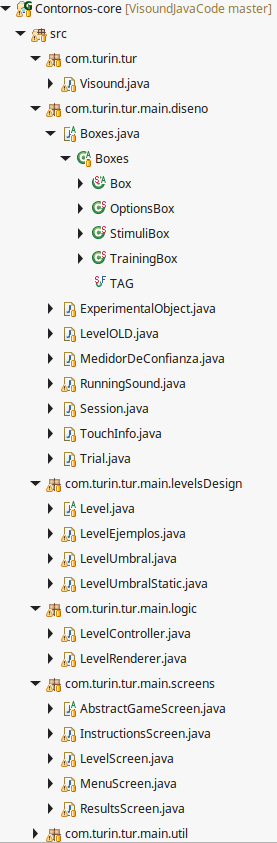 Contornos-core [VisoundJavaCode master]
src
com.turin.tur
Visound.java
com.turin.tur.main.diseno
Boxes.java
Boxes
Box
OptionsBox
StimuliBox
TrainingBox
TAG
ExperimentalObject.java
LevelOLD.java
MedidorDeConfianza.java
RunningSound.java
Session.java
TouchInfo.java
Trial.java
com.turin.tur.main.levelsDesign
Level.java
LevelEjemplos.java
LevelUmbral.java
LevelUmbralStatic.java
com.turin.tur.main.logic
LevelController.java
LevelRenderer.java
com.turin.tur.main.screens
AbstractGameScreen.java
InstructionsScreen.java
LevelScreen.java
MenuScreen.java
ResultsScreen.java
com.turin.tur.main.util